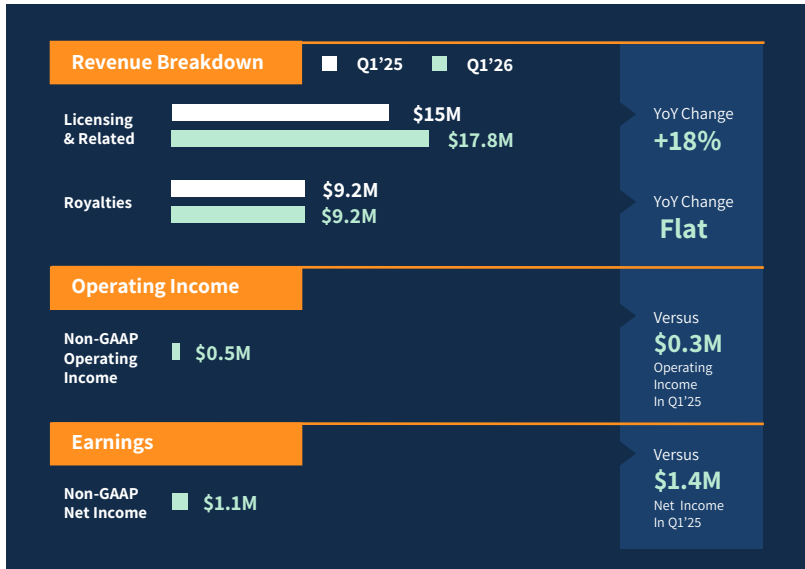 Revenue Breakdown
Q1’25
Q1’26
Licensing
& Related
$15M
$17.8M
YoY Change
+18%
Royalties
$9.2M
$9.2M
YoY Change
Flat
Operating Income
Non-GAAP
Operating
Income
$0.5M
Versus
$0.3M
Operating
Income
In Q1’25
Earnings
Non-GAAP
Net Income
$1.1M
Versus
$1.4M
Net Income
In Q1’25